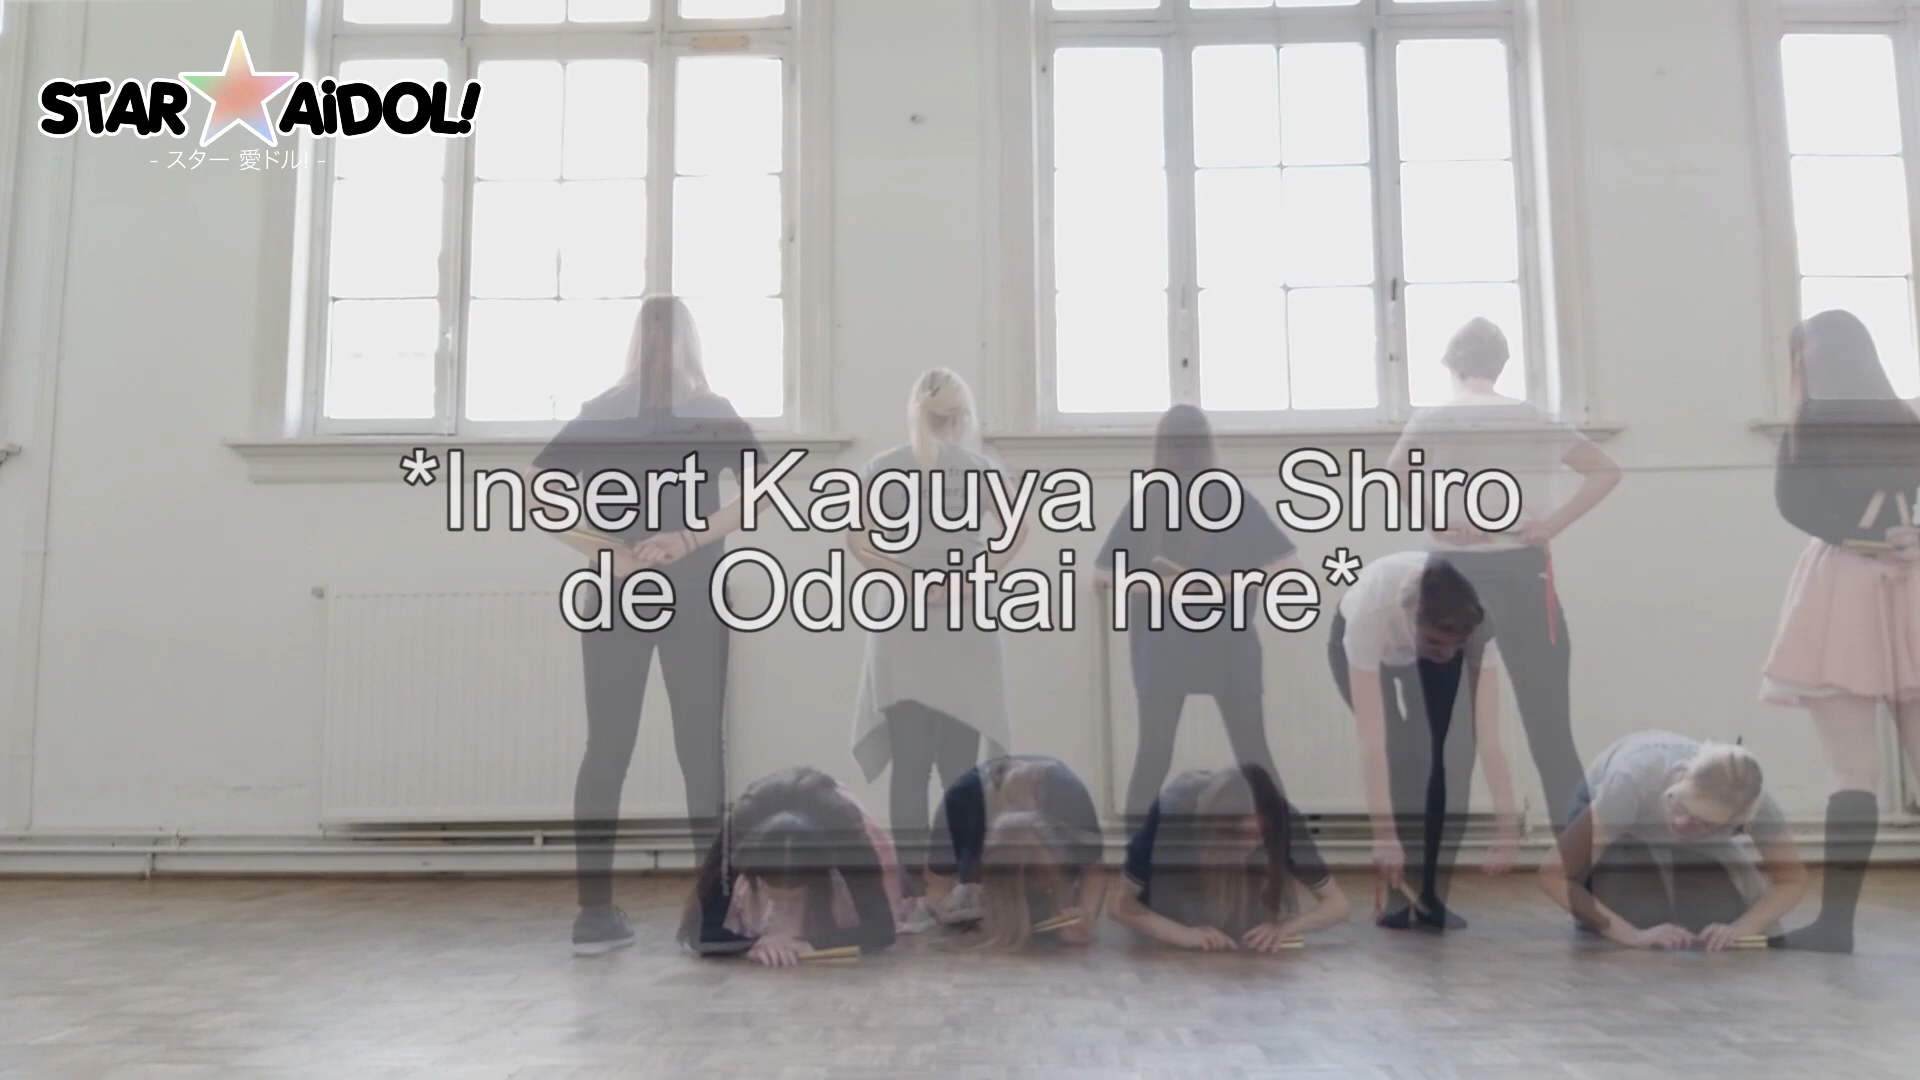 STAR AiDOL!
- スター 愛ドル! -
*Insert Kaguya no Shiro
de Odoritai here*